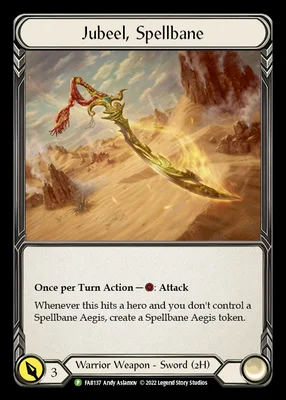 Jubeel, Spellbane
Once per Turn Action — : Attack
Whenever this hits a hero and you don't control a
Spellbane Aegis, create a Spellbane Aegis token.
3
Warrior Weapon - Sword (2H)
P FAB137 Andy Aslamov © 2022 Legend Story Studios